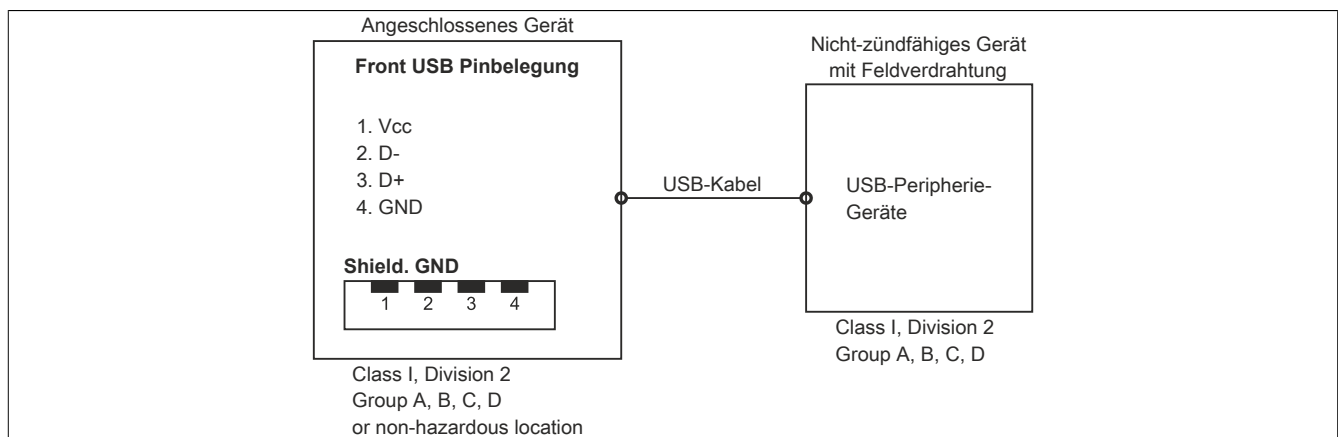 Angeschlossenes Gerät
Front USB Pinbelegung
1. Vcc
2. D-
3. D+
4. GND
Shield. GND
1 2 3 4
Class I, Division 2
Group A, B, C, D
or non-hazardous location
USB-Kabel
Nicht-zündfähiges Gerät
mit Feldverdrahtung
USB-Peripherie-
Geräte
Class I, Division 2
Group A, B, C, D